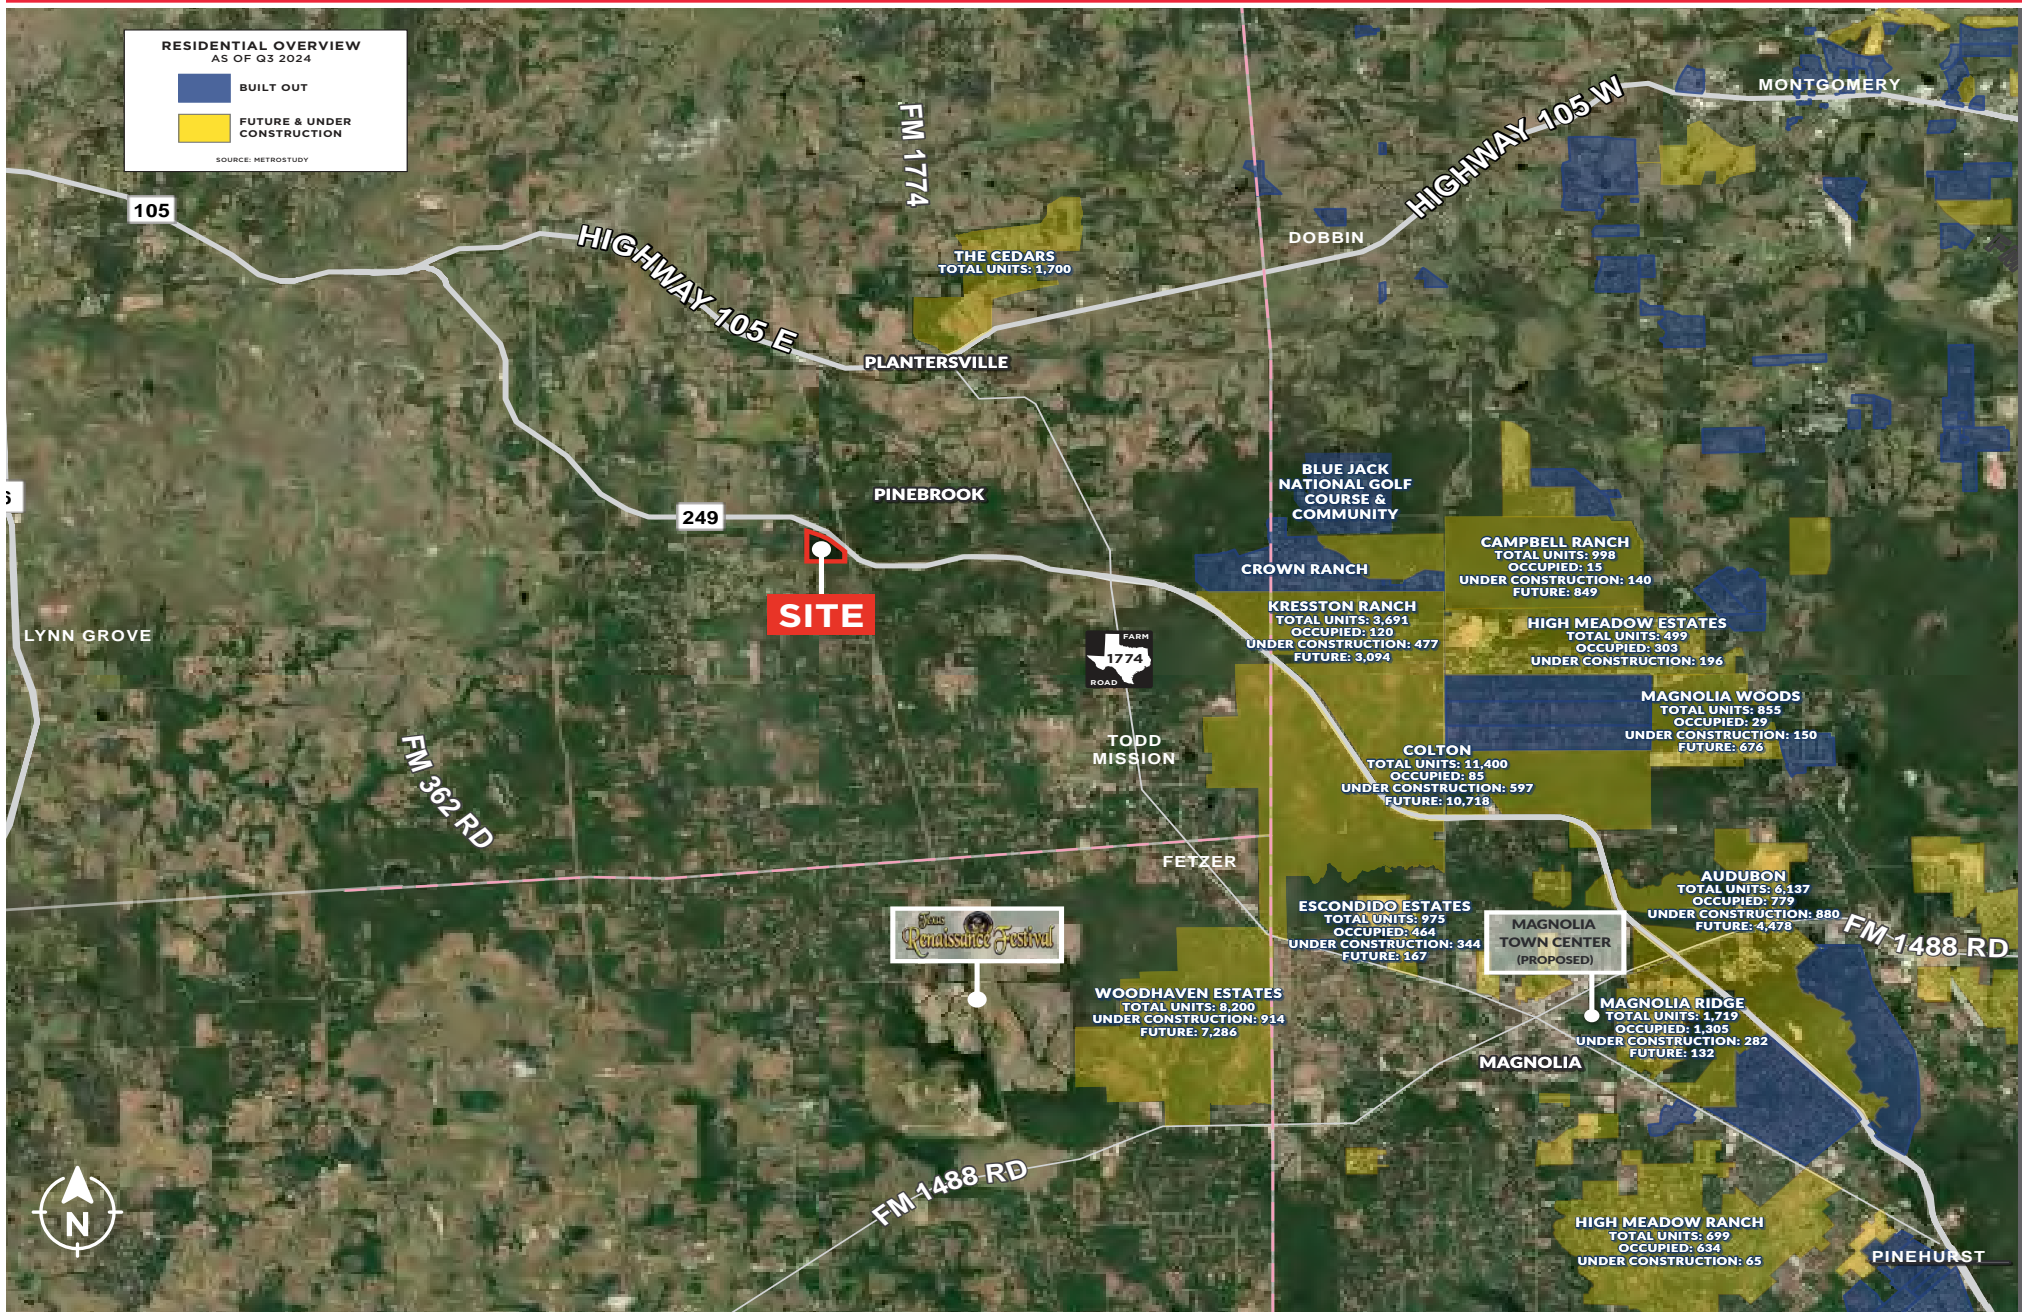 RESIDENTIAL OVERVIEW
AS OF Q3 2024
BUILT OUT
FUTURE & UNDER
CONSTRUCTION
SOURCE: METROSTUDY
MONTGOMERY
HIGHWAY 105 W
FM 1774
105
HIGHWAY 105 E
DOBBIN
THE CEDARS
TOTAL UNITS: 1,700
PLANTERSVILLE
PINEBROOK
249
SITE
LYNN GROVE
BLUE JACK
NATIONAL GOLF
COURSE &
COMMUNITY
CROWN RANCH
CAMPBELL RANCH
TOTAL UNITS: 998
OCCUPIED: 15
UNDER CONSTRUCTION: 140
FUTURE: 849
KRESSTON RANCH
TOTAL UNITS: 3,691
OCCUPIED: 120
UNDER CONSTRUCTION: 477
FUTURE: 3,094
HIGH MEADOW ESTATES
TOTAL UNITS: 499
OCCUPIED: 303
UNDER CONSTRUCTION: 196
FARM
1774
ROAD
MAGNOLIA WOODS
TOTAL UNITS: 855
OCCUPIED: 29
UNDER CONSTRUCTION: 150
FUTURE: 676
TODD
MISSION
COLTON
TOTAL UNITS: 11,400
OCCUPIED: 85
UNDER CONSTRUCTION: 597
FUTURE: 10,718
FM 362 RD
FETZER
AUDUBON
TOTAL UNITS: 6,137
OCCUPIED: 779
UNDER CONSTRUCTION: 880
FUTURE: 4,478
FM 1488 RD
ESCONDIDO ESTATES
TOTAL UNITS: 975
OCCUPIED: 464
UNDER CONSTRUCTION: 344
FUTURE: 167
MAGNOLIA
TOWN CENTER
(PROPOSED)
Texas
Renaissance Festival
WOODHAVEN ESTATES
TOTAL UNITS: 8,200
UNDER CONSTRUCTION: 914
FUTURE: 7,286
MAGNOLIA RIDGE
TOTAL UNITS: 1,719
OCCUPIED: 1,305
UNDER CONSTRUCTION: 282
FUTURE: 132
MAGNOLIA
FM 1488 RD
N
HIGH MEADOW RANCH
TOTAL UNITS: 699
OCCUPIED: 634
UNDER CONSTRUCTION: 65
PINEHURST